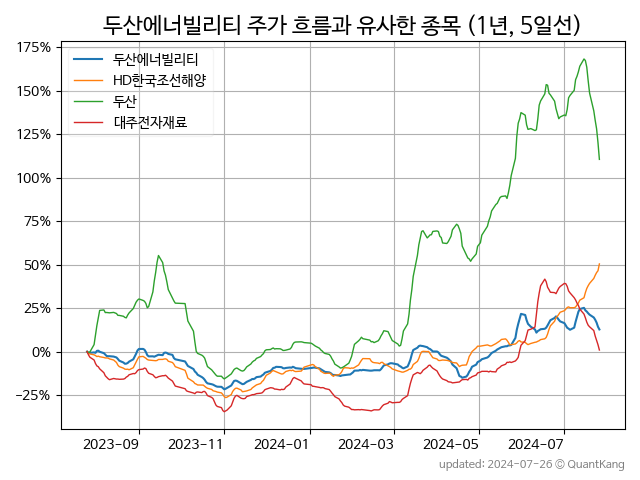 두산에너빌리티 주가 흐름과 유사한 종목 (1년, 5일선)
175%
150%
125%
100%
75%
50%
25%
0%
−25%
두산에너빌리티
HD한국조선해양
두산
대주전자재료
2023−09
2023−11
2024−01
2024−03
2024−05
2024−07
updated: 2024-07-26 © QuantKang